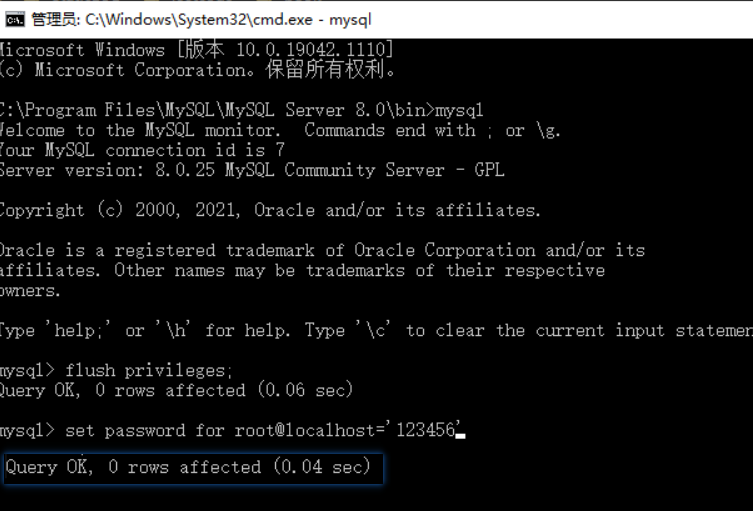 管理员: C:\Windows\System32\cmd.exe - mysql
Microsoft Windows [版本 10.0.19042.1110]
(c) Microsoft Corporation。保留所有权利。
C:\Program Files\MySQL\MySQL Server 8.0\bin>mysql
Welcome to the MySQL monitor.  Commands end with ; or \g.
Your MySQL connection id is 7
Server version: 8.0.25 MySQL Community Server - GPL
Copyright (c) 2000, 2021, Oracle and/or its affiliates.
Oracle is a registered trademark of Oracle Corporation and/or its
affiliates. Other names may be trademarks of their respective
owners.
Type 'help;' or '\h' for help. Type '\c' to clear the current input statemen
mysql> flush privileges;
Query OK, 0 rows affected (0.06 sec)
mysql> set password for root@localhost='123456'
Query OK, 0 rows affected (0.04 sec)